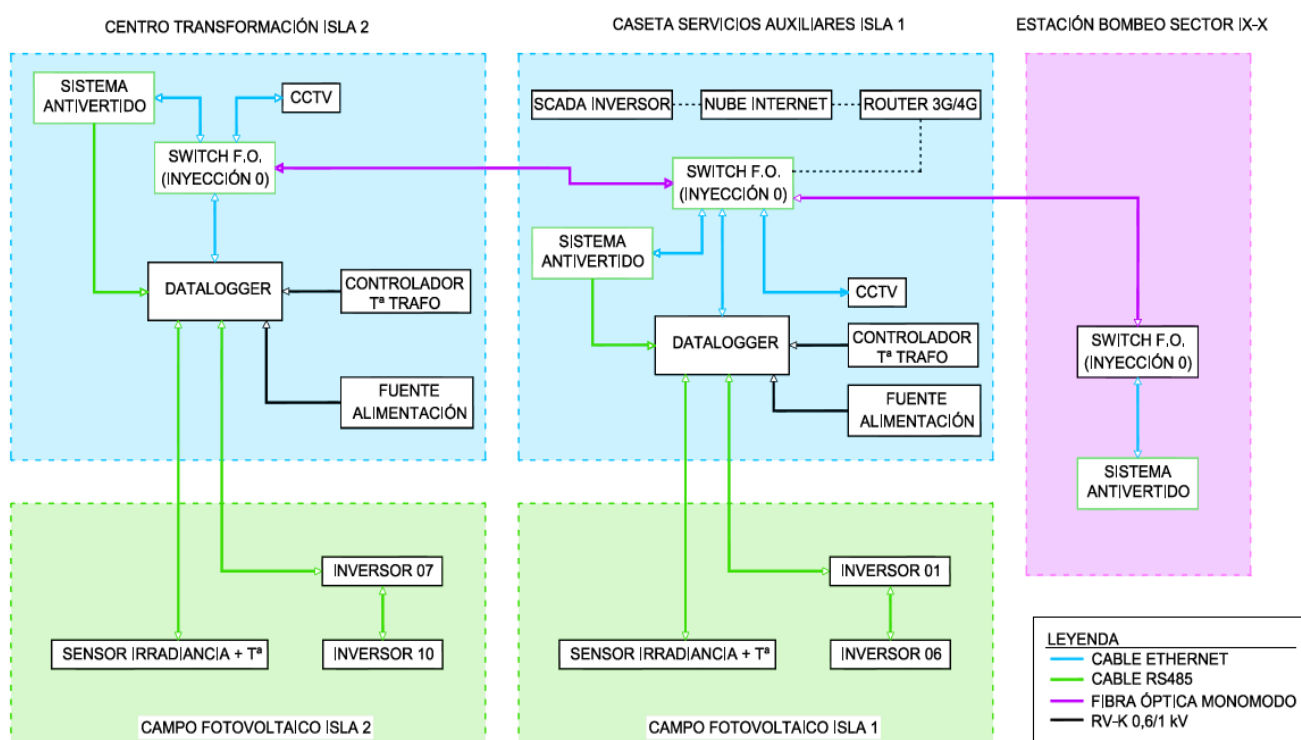 CENTRO TRANSFORMACIÓN ISLA 2
CASETA SERVICIOS AUXILIARES ISLA 1
ESTACIÓN BOMBEO SECTOR IX-X
SISTEMA
ANTIVERTIDO
CCTV
SWITCH F.O.
(INYECCIÓN 0)
DATALOGGER
CONTROLADOR
Tª TRAFO
FUENTE
ALIMENTACIÓN
SCADA INVERSOR
NUBE INTERNET
ROUTER 3G/4G
SWITCH F.O.
(INYECCIÓN 0)
SISTEMA
ANTIVERTIDO
CCTV
DATALOGGER
CONTROLADOR
Tª TRAFO
FUENTE
ALIMENTACIÓN
SWITCH F.O.
(INYECCIÓN 0)
SISTEMA
ANTIVERTIDO
INVERSOR 07
SENSOR IRRADIANCIA + Tª
INVERSOR 10
CAMPO FOTOVOLTAICO ISLA 2
INVERSOR 01
SENSOR IRRADIANCIA + Tª
INVERSOR 06
CAMPO FOTOVOLTAICO ISLA 1
LEYENDA
CABLE ETHERNET
CABLE RS485
FIBRA ÓPTICA MONOMODO
RV-K 0,6/1 kV